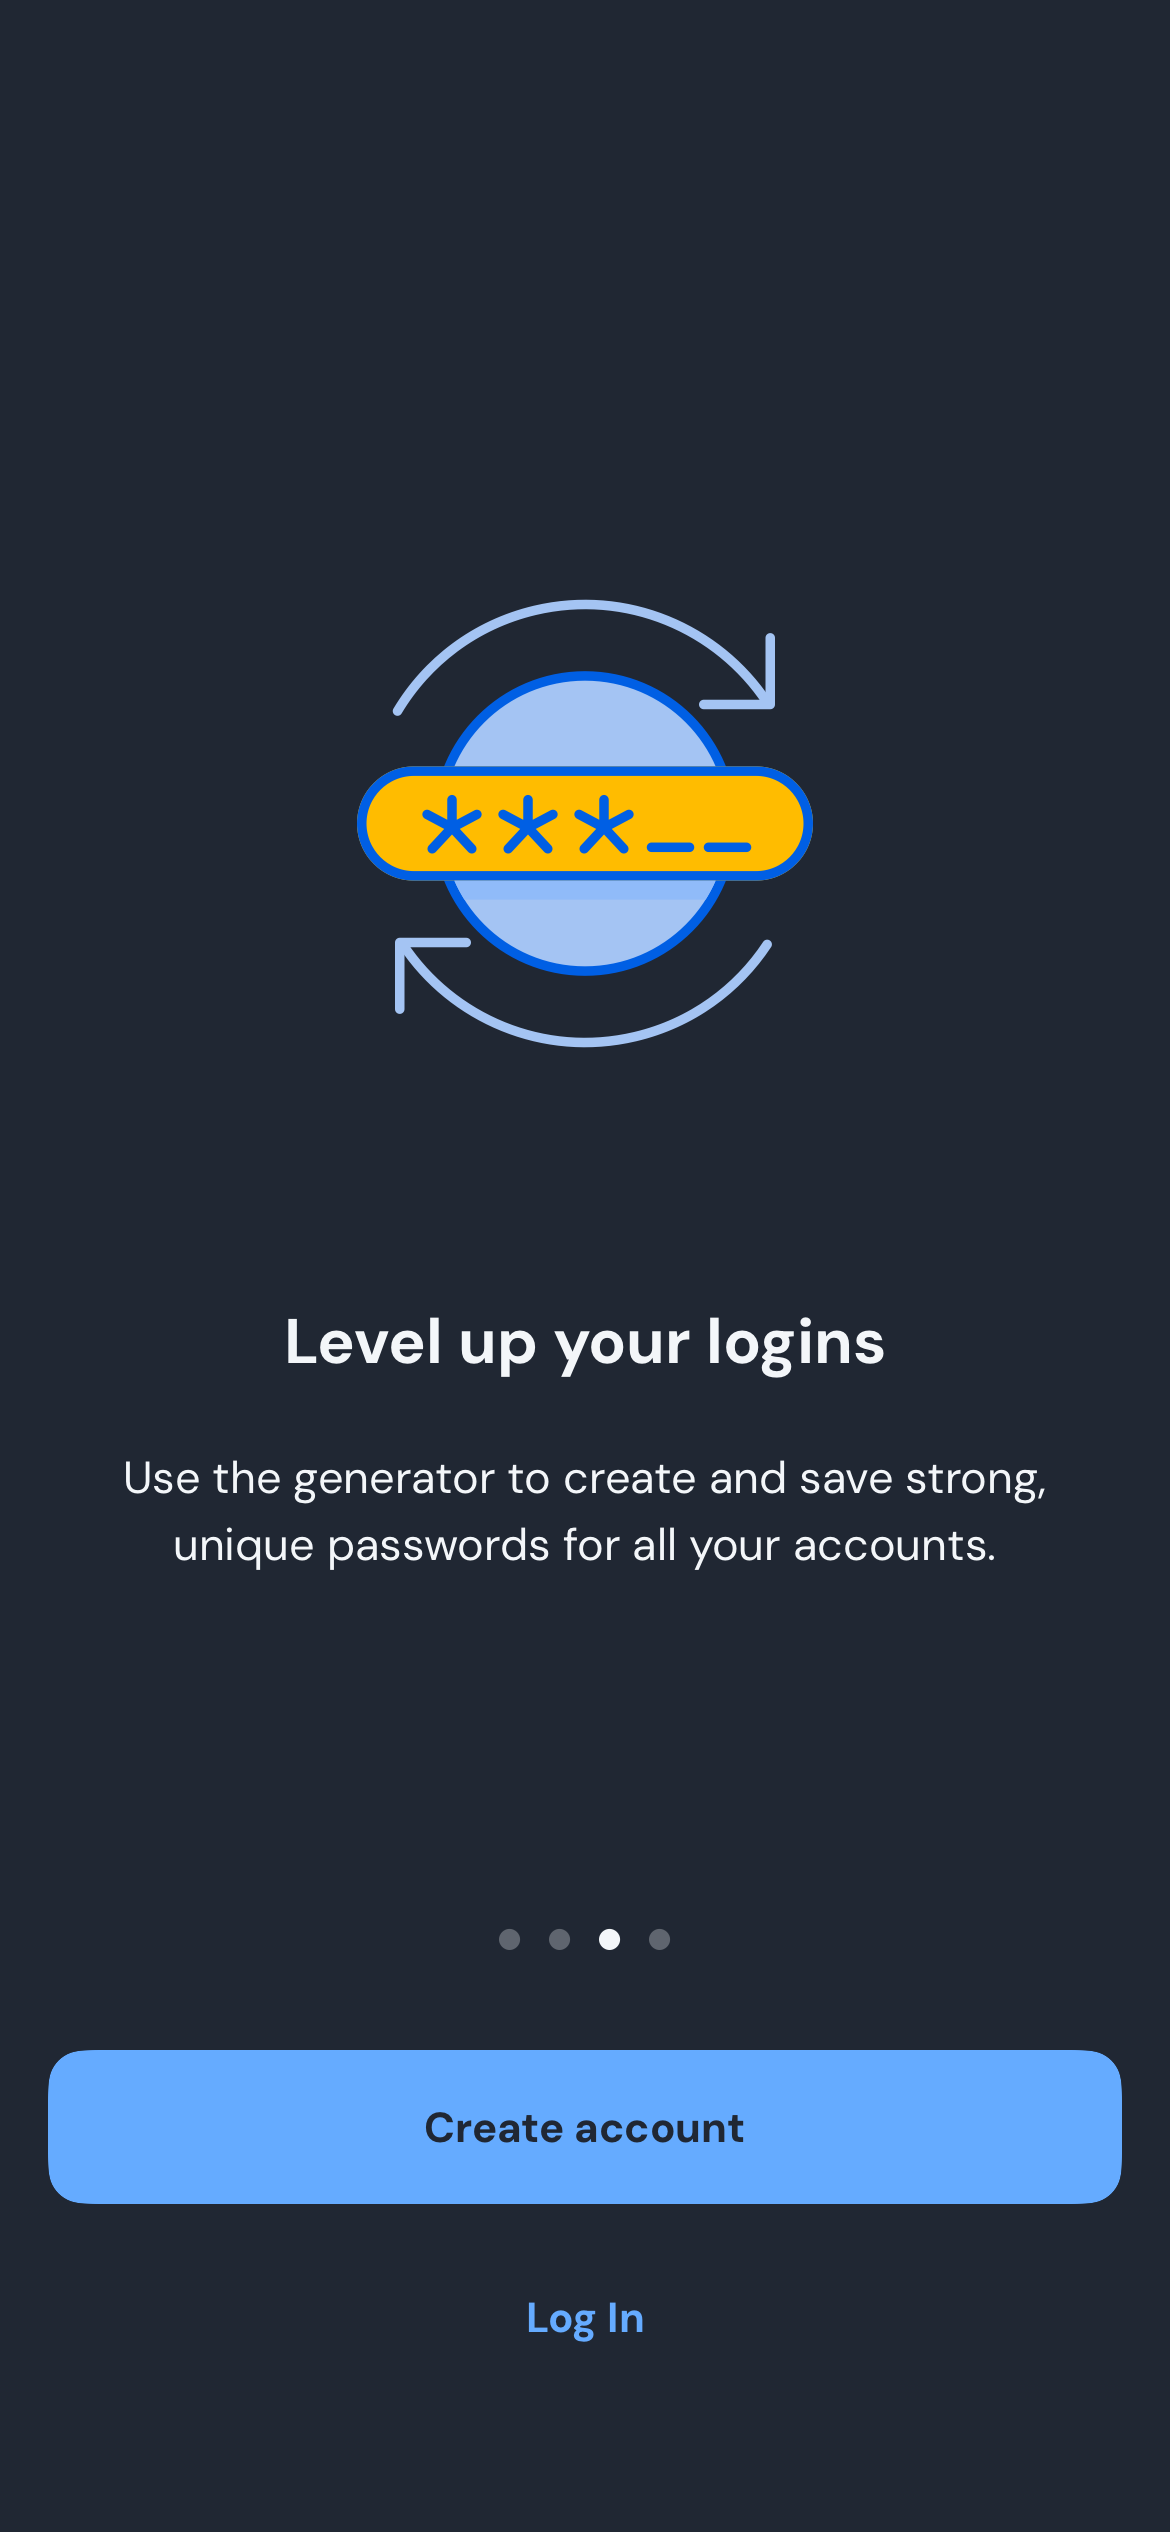 ***__
Level up your logins
Use the generator to create and save strong,
unique passwords for all your accounts.
Create account
Log In